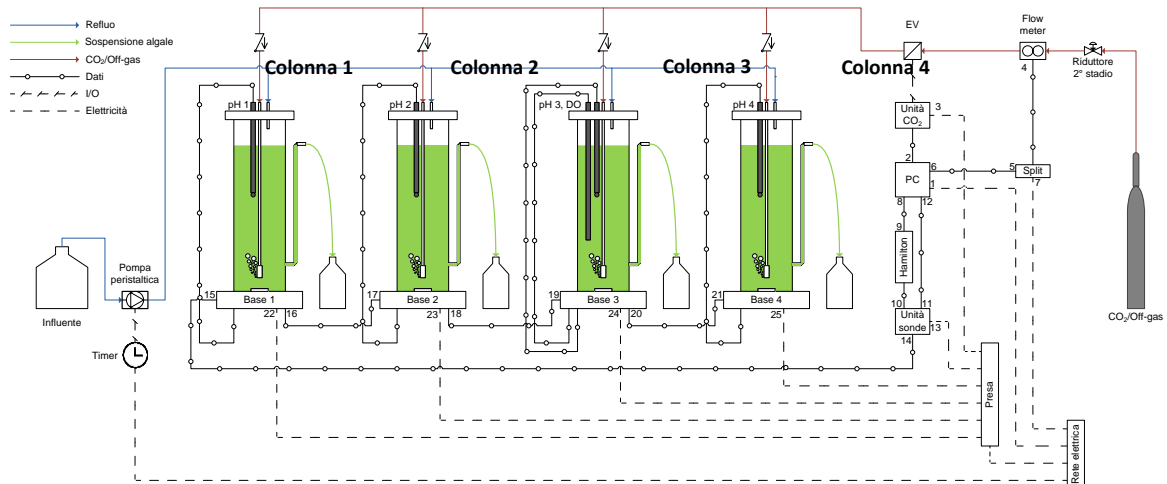 Refluo
Sospensione algale
CO₂/Off-gas
Dati
I/O
Elettricità
Colonna 1
Colonna 2
Colonna 3
Colonna 4
EV
Flow
meter
4
Riduttore
2° stadio
pH 1
pH 2
pH 3, DO
pH 4
Unità
CO₂
3
2
PC
6
1
5
Split
7
8
12
9
Hamilton
10
11
Unità
sonde
13
14
Influente
Pompa
peristaltica
Timer
15
Base 1
22
16
17
Base 2
23
18
19
Base 3
24
20
21
Base 4
25
CO₂/Off-gas
Presa
Rete elettrica